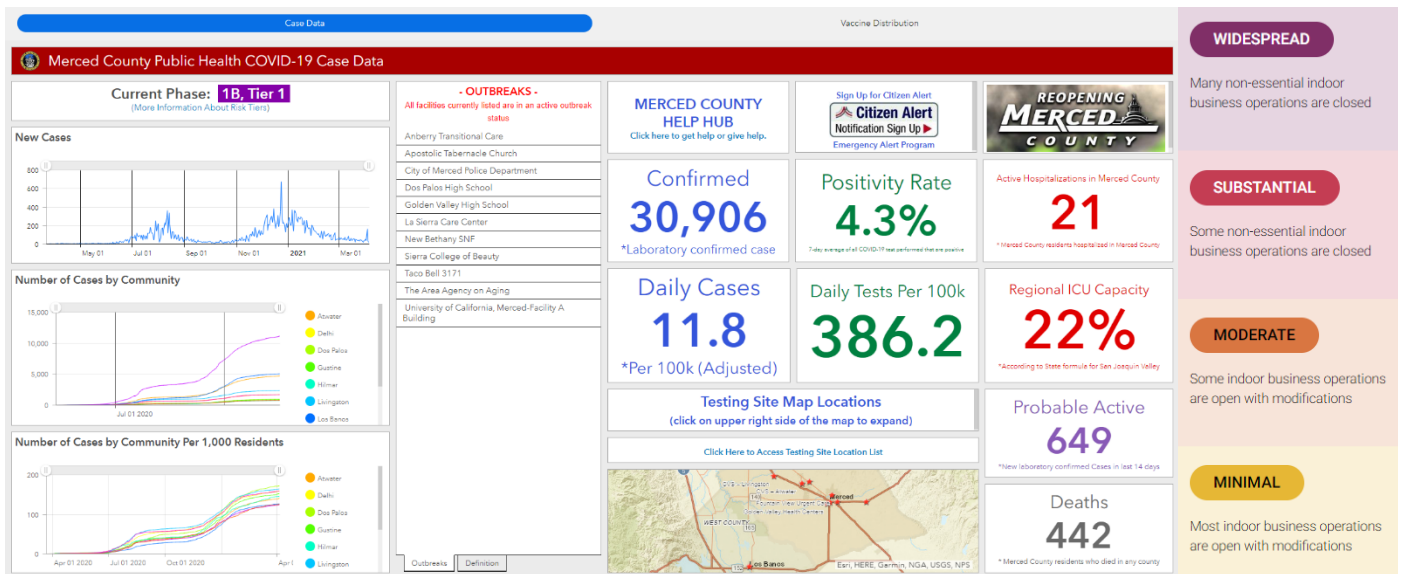 Case Data
Vaccine Distribution
Merced County Public Health COVID-19 Case Data
Current Phase: 1B, Tier 1
(More Information About Risk Tiers)
New Cases
800
600
400
200
0
May 01
Jul 01
Sep 01
Nov 01
2021
Mar 01
Number of Cases by Community
15,000
10,000
5,000
0
Jul 01 2020
Atwater
Delhi
Dos Palos
Gustine
Hilmar
Livingston
Los Banos
Number of Cases by Community Per 1,000 Residents
200
100
0
Apr 01 2020
Jul 01 2020
Oct 01 2020
Apr 1
Atwater
Delhi
Dos Palos
Gustine
Hilmar
Livingston
- OUTBREAKS -
All facilities currently listed are in an active outbreak
status
Anberry Transitional Care
Apostolic Tabernacle Church
City of Merced Police Department
Dos Palos High School
Golden Valley High School
La Sierra Care Center
New Bethany SNF
Sierra College of Beauty
Taco Bell 3171
The Area Agency on Aging
University of California, Merced-Facility A
Building
Outbreaks
Definition
MERCED COUNTY
HELP HUB
Click here to get help or give help.
Sign Up for Citizen Alert
Citizen Alert
Notification Sign Up
Emergency Alert Program
REOPENING
MERCED
COUNTY
Confirmed
30,906
*Laboratory confirmed case
Positivity Rate
4.3%
7-day average of all COVID-19 test performed that are positive
Active Hospitalizations in Merced County
21
* Merced County residents hospitalized in Merced County
Daily Cases
11.8
*Per 100k (Adjusted)
Daily Tests Per 100k
386.2
Regional ICU Capacity
22%
*According to State formula for San Joaquin Valley
Testing Site Map Locations
(click on upper right side of the map to expand)
Click Here to Access Testing Site Location List
CVS - Livingston
CVS - Atwater
Fountain View Urgent Care
Golden Valley Health Centers
Merced
WEST COUNTY
Los Banos
Esri, HERE, Garmin, NGA, USGS, NPS
Probable Active
649
*New laboratory confirmed Cases in last 14 days
Deaths
442
* Merced County residents who died in any county
WIDESPREAD
Many non-essential indoor
business operations are closed
SUBSTANTIAL
Some non-essential indoor
business operations are closed
MODERATE
Some indoor business operations
are open with modifications
MINIMAL
Most indoor business operations
are open with modifications